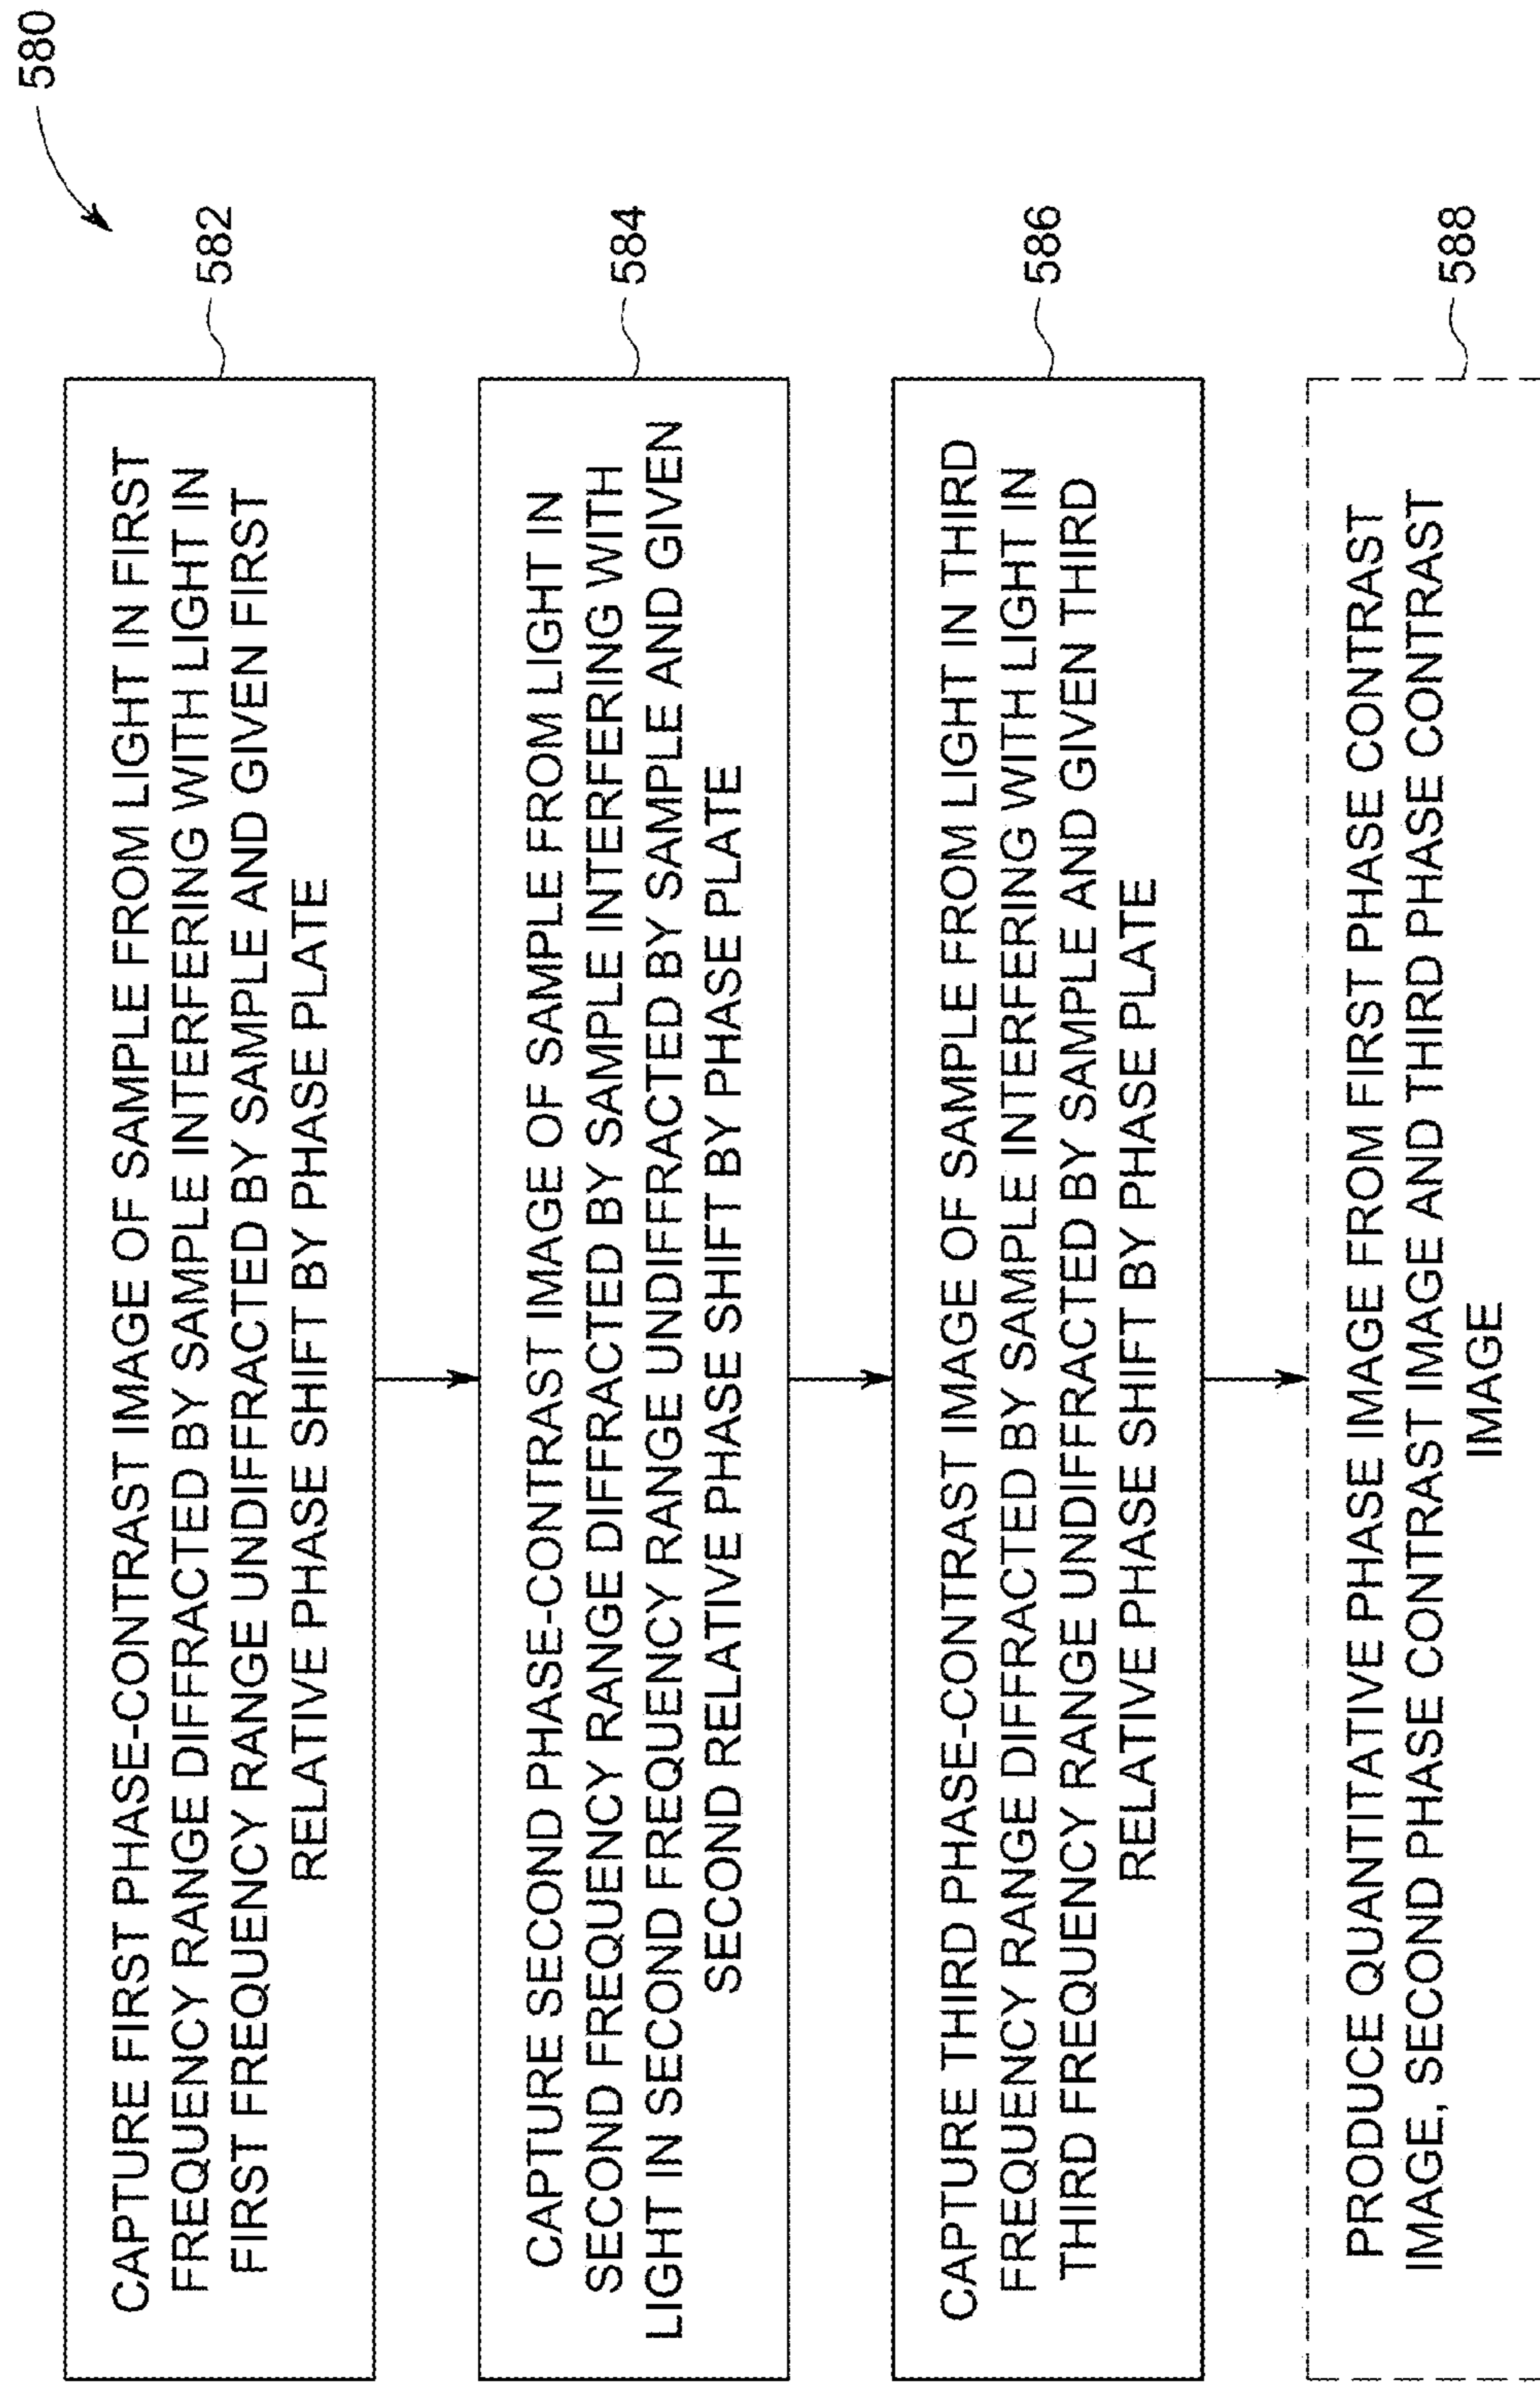 580
CAPTURE FIRST PHASE-CONTRAST IMAGE OF SAMPLE FROM LIGHT IN FIRST
FREQUENCY RANGE DIFFRACTED BY SAMPLE INTERFERING WITH LIGHT IN
FIRST FREQUENCY RANGE UNDIFFRACTED BY SAMPLE AND GIVEN FIRST
RELATIVE PHASE SHIFT BY PHASE PLATE
582
CAPTURE SECOND PHASE-CONTRAST IMAGE OF SAMPLE FROM LIGHT IN
SECOND FREQUENCY RANGE DIFFRACTED BY SAMPLE INTERFERING WITH
LIGHT IN SECOND FREQUENCY RANGE UNDIFFRACTED BY SAMPLE AND GIVEN
SECOND RELATIVE PHASE SHIFT BY PHASE PLATE
584
CAPTURE THIRD PHASE-CONTRAST IMAGE OF SAMPLE FROM LIGHT IN THIRD
FREQUENCY RANGE DIFFRACTED BY SAMPLE INTERFERING WITH LIGHT IN
THIRD FREQUENCY RANGE UNDIFFRACTED BY SAMPLE AND GIVEN THIRD
RELATIVE PHASE SHIFT BY PHASE PLATE
586
PRODUCE QUANTITATIVE PHASE IMAGE FROM FIRST PHASE CONTRAST
IMAGE, SECOND PHASE CONTRAST IMAGE AND THIRD PHASE CONTRAST
IMAGE
588